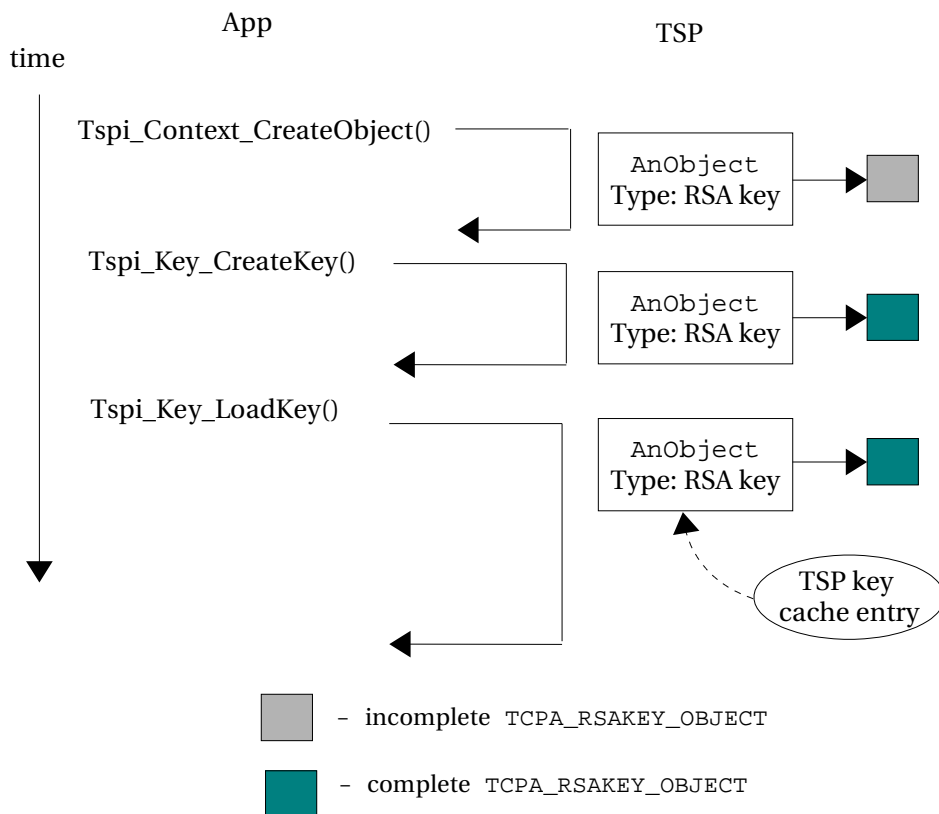 App
TSP
time
Tspi_Context_CreateObject()
AnObject
Type: RSA key
Tspi_Key_CreateKey()
AnObject
Type: RSA key
Tspi_Key_LoadKey()
AnObject
Type: RSA key
TSP key
cache entry
– incomplete TCPA_RSAKEY_OBJECT
– complete TCPA_RSAKEY_OBJECT